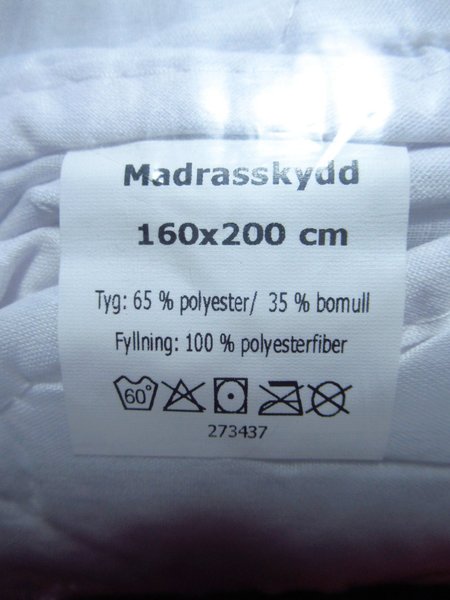 Madrasskydd
160x200 cm
Tyg: 65 % polyester/ 35 % bomull
Fyllning: 100 % polyesterfiber
60°
273437